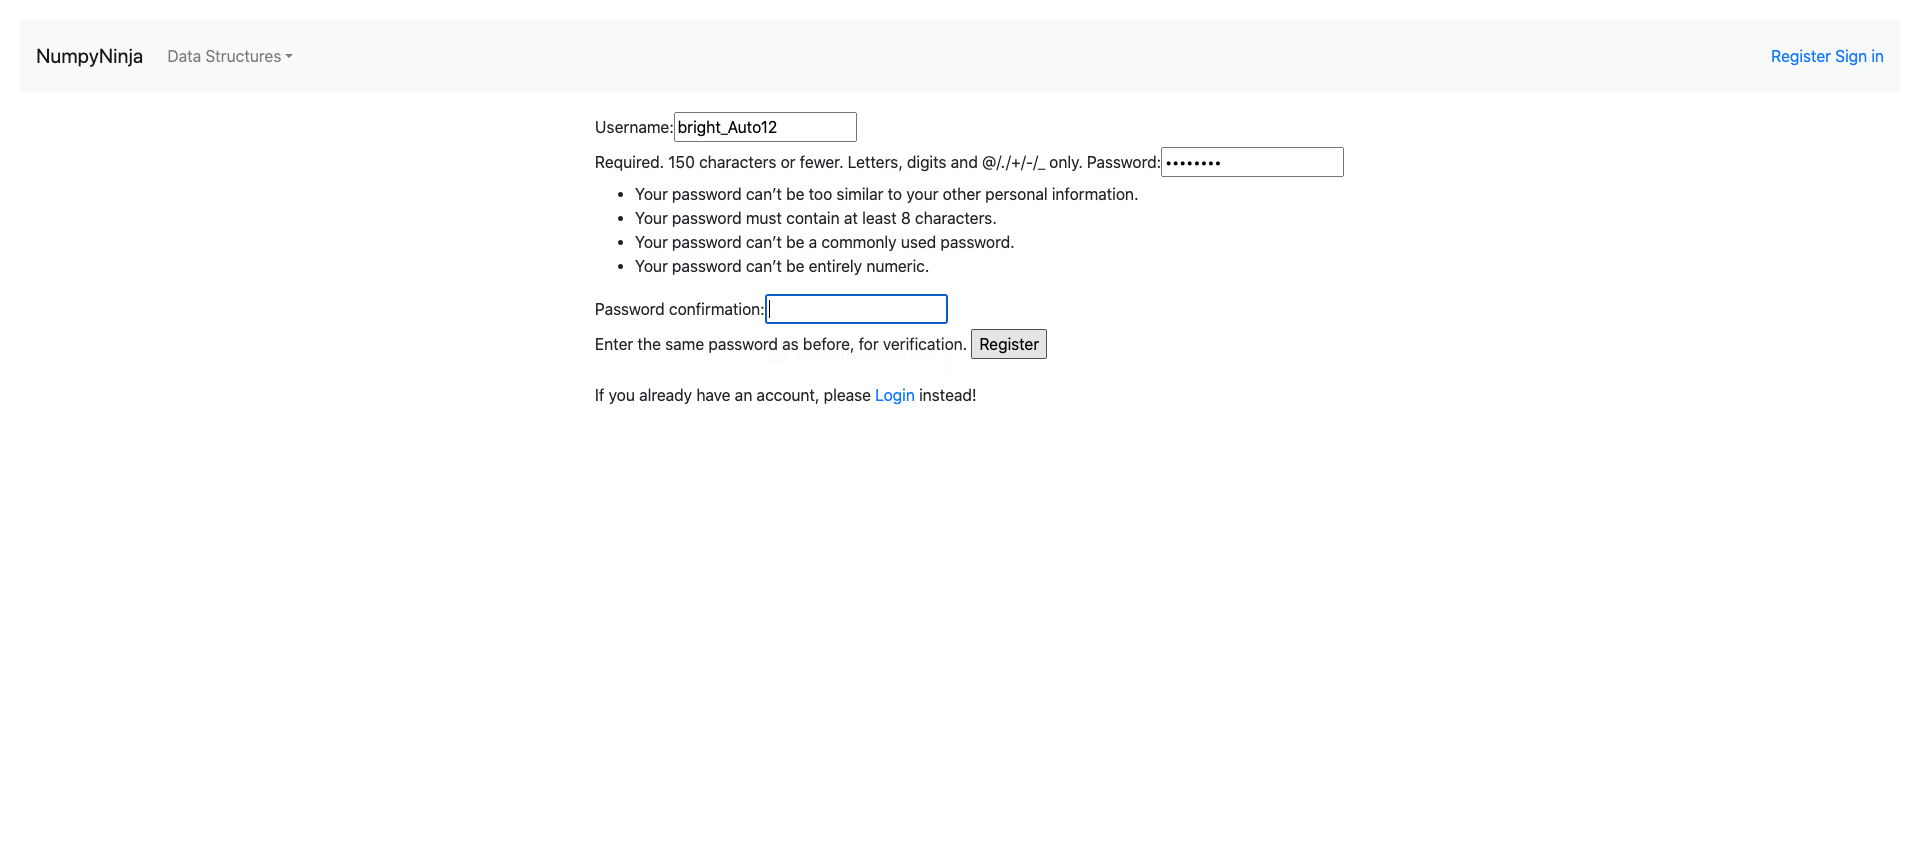 NumpyNinja Data Structures Register Sign in
Username: bright_Auto12
Required. 150 characters or fewer. Letters, digits and @/./+/-/_ only. Password: ••••••••
• Your password can’t be too similar to your other personal information.
• Your password must contain at least 8 characters.
• Your password can’t be a commonly used password.
• Your password can’t be entirely numeric.
Password confirmation:
Enter the same password as before, for verification. Register
If you already have an account, please Login instead!